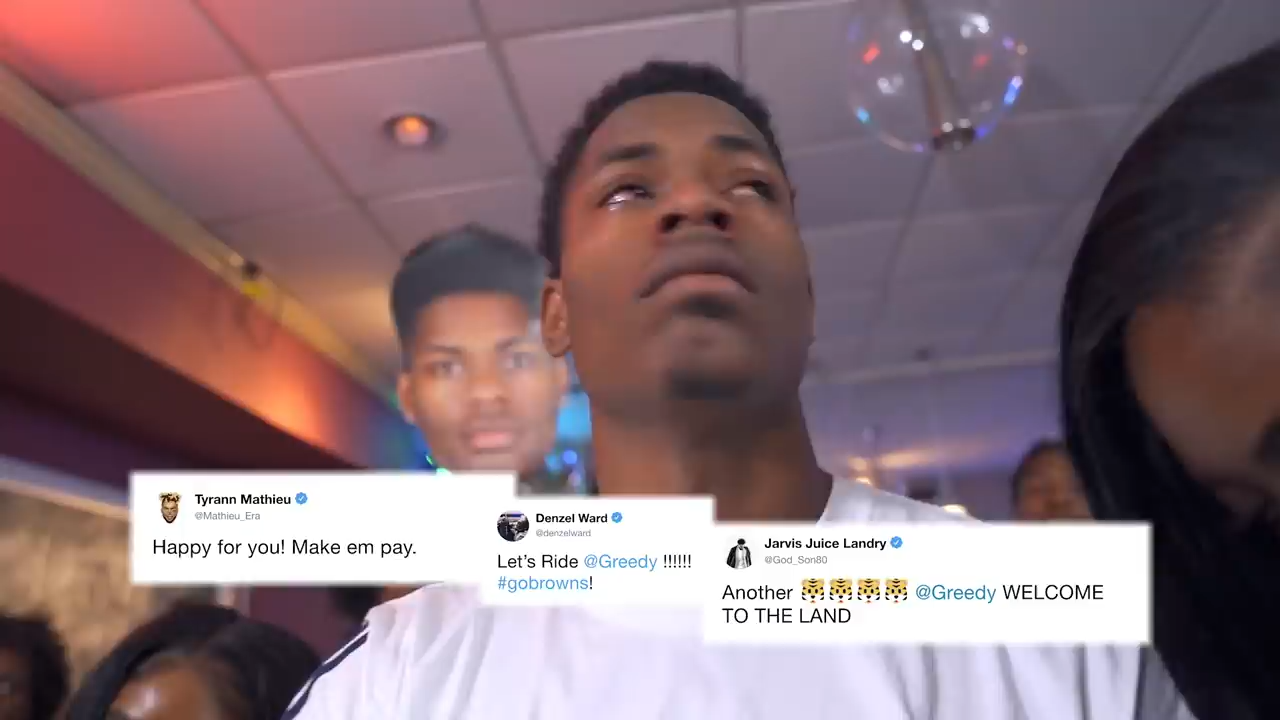 Tyrann Mathieu
@Mathieu_Era
Happy for you! Make em pay.
Denzel Ward
@denzelward
Let's Ride @Greedy !!!!!!
#gobrowns!
Jarvis Juice Landry
@God_Son80
Another 🐯🐯🐯🐯 @Greedy WELCOME
TO THE LAND